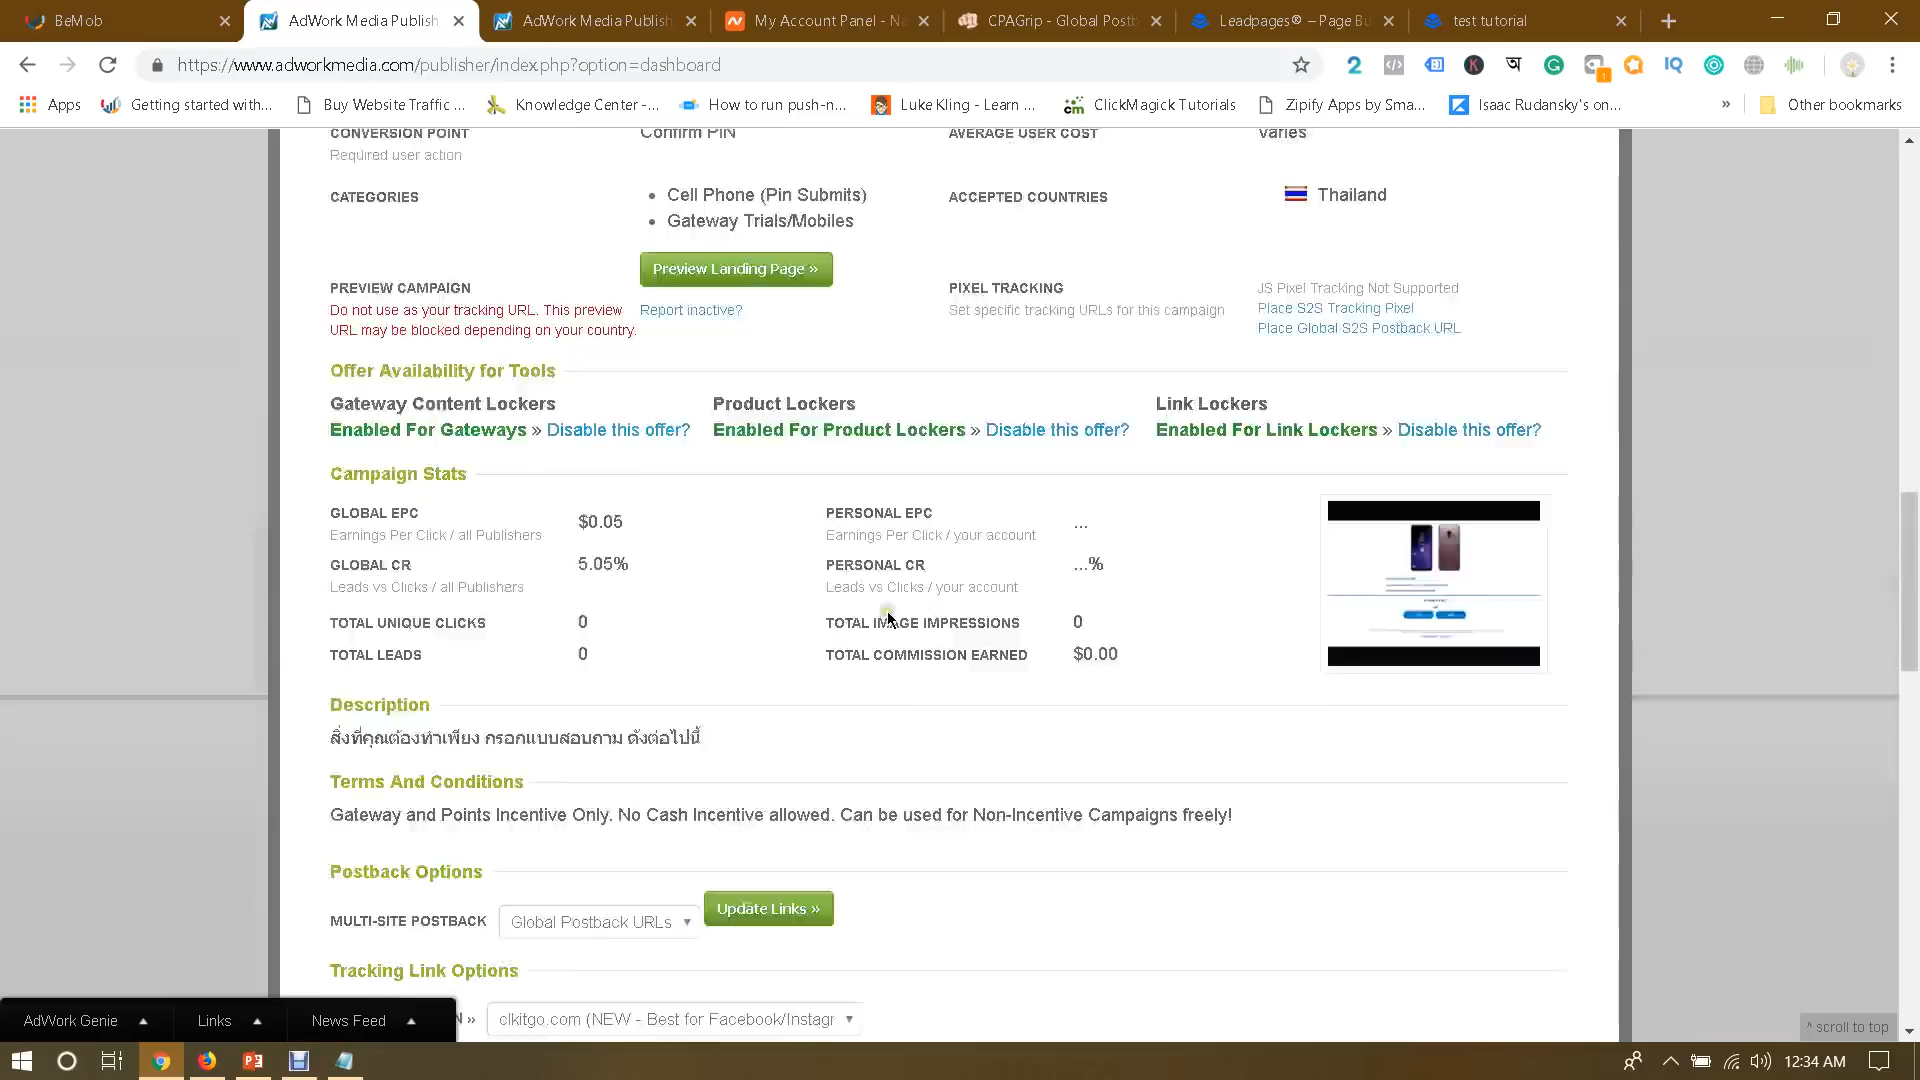 BeMob
AdWork Media Publish
AdWork Media Publish
My Account Panel - Na
CPAGrip - Global Postb
Leadpages® – Page Bu
test tutorial
https://www.adworkmedia.com/publisher/index.php?option=dashboard
Apps
Getting started with...
Buy Website Traffic ...
Knowledge Center -...
How to run push-n...
Luke Kling - Learn ...
ClickMagick Tutorials
Zipify Apps by Sma...
Isaac Rudansky's on...
»
Other bookmarks
CONVERSION POINT
Required user action
Confirm PIN
AVERAGE USER COST
Varies
CATEGORIES
Cell Phone (Pin Submits)
Gateway Trials/Mobiles
ACCEPTED COUNTRIES
Thailand
PREVIEW CAMPAIGN
Do not use as your tracking URL. This preview
URL may be blocked depending on your country.
Preview Landing Page »
Report inactive?
PIXEL TRACKING
Set specific tracking URLs for this campaign
JS Pixel Tracking Not Supported
Place S2S Tracking Pixel
Place Global S2S Postback URL
Offer Availability for Tools
Gateway Content Lockers
Enabled For Gateways » Disable this offer?
Product Lockers
Enabled For Product Lockers » Disable this offer?
Link Lockers
Enabled For Link Lockers » Disable this offer?
Campaign Stats
GLOBAL EPC
Earnings Per Click / all Publishers
$0.05
PERSONAL EPC
Earnings Per Click / your account
...
GLOBAL CR
Leads vs Clicks / all Publishers
5.05%
PERSONAL CR
Leads vs Clicks / your account
...%
TOTAL UNIQUE CLICKS
0
TOTAL IMAGE IMPRESSIONS
0
TOTAL LEADS
0
TOTAL COMMISSION EARNED
$0.00
Description
สิ่งที่คุณต้องทำเพียง กรอกแบบสอบถาม ดังต่อไปนี้
Terms And Conditions
Gateway and Points Incentive Only. No Cash Incentive allowed. Can be used for Non-Incentive Campaigns freely!
Postback Options
MULTI-SITE POSTBACK
Global Postback URLs
Update Links »
Tracking Link Options
N »
clkitgo.com (NEW - Best for Facebook/Instagr
AdWork Genie
Links
News Feed
^ scroll to top
12:34 AM